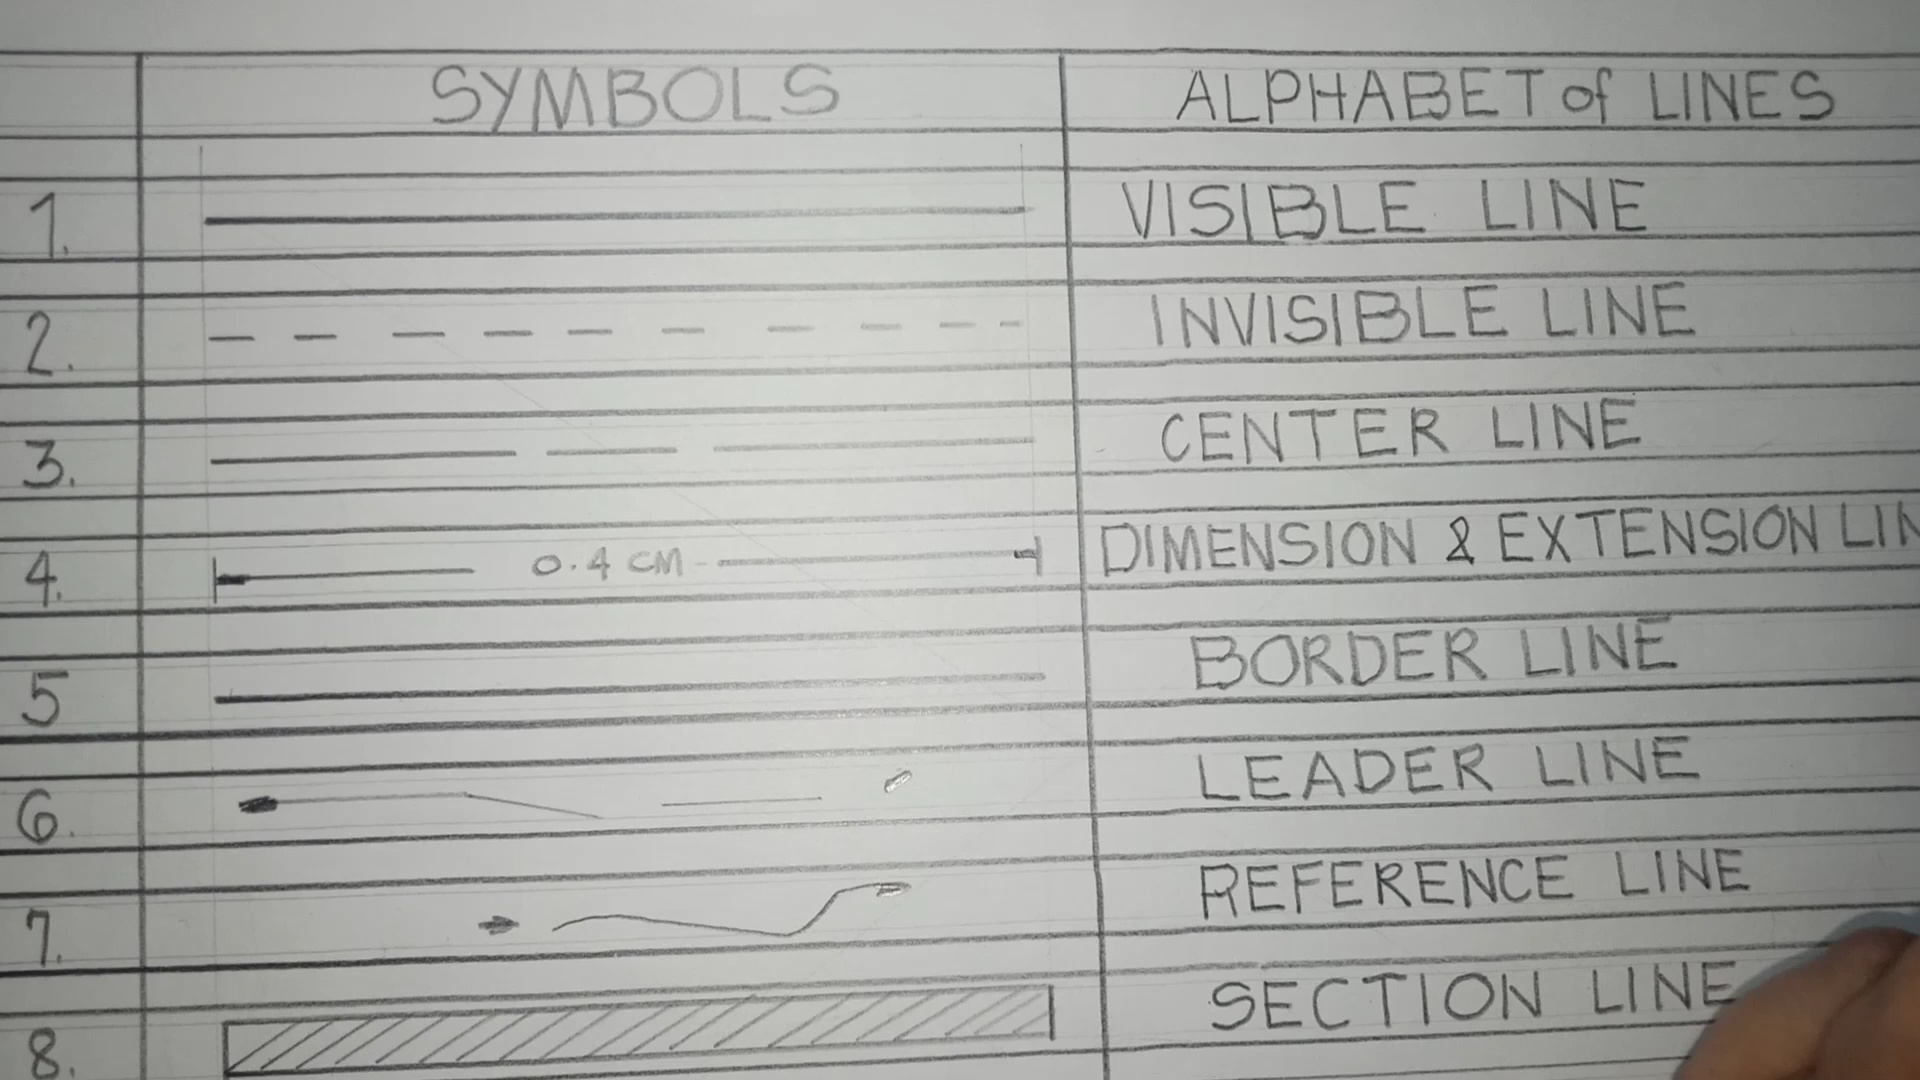 SYMBOLS ALPHABET of LINES
1. VISIBLE LINE
2. INVISIBLE LINE
3. CENTER LINE
4. 0.4 CM DIMENSION & EXTENSION LIN
5 BORDER LINE
6. LEADER LINE
7. REFERENCE LINE
8. SECTION LINE